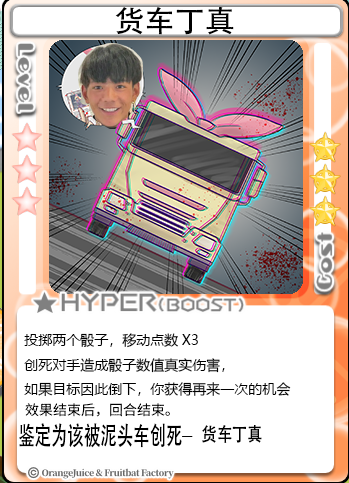 货车丁真
Level
Cost
HYPER(BOOST)
投掷两个骰子，移动点数 X3
创死对手造成骰子数值真实伤害，
如果目标因此倒下，你获得再来一次的机会
效果结束后，回合结束。
鉴定为该被泥头车创死— 货车丁真
© OrangeJuice & Fruitbat Factory